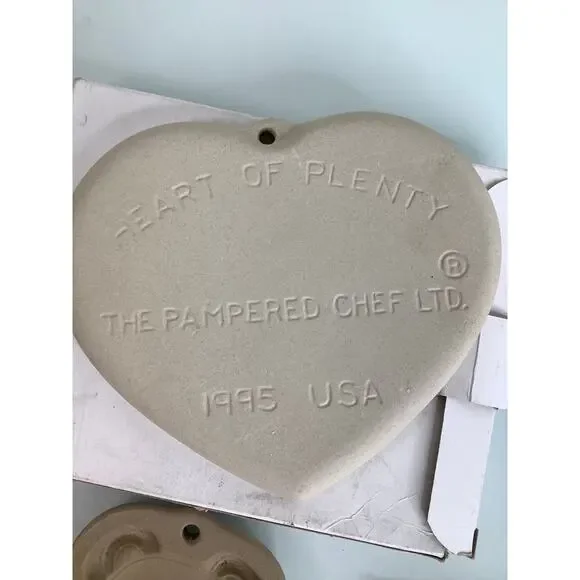 HEART OF PLENTY
®
THE PAMPERED CHEF LTD.
1995 USA